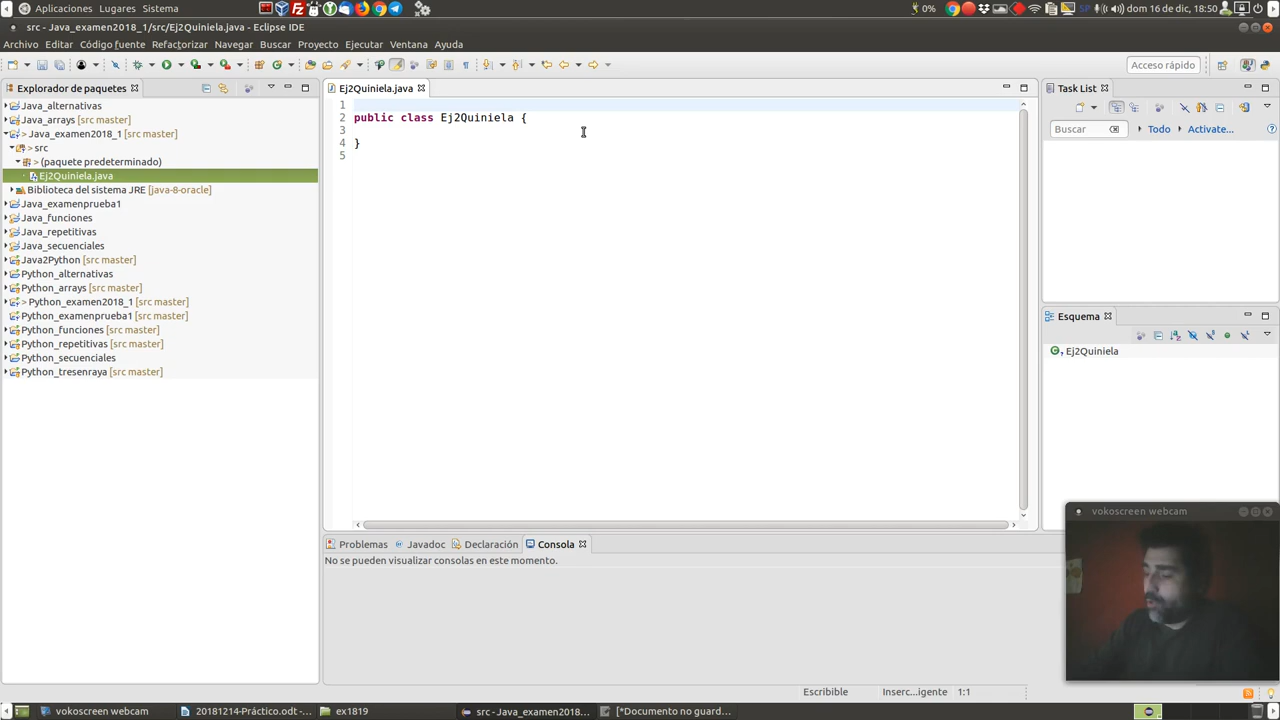 Aplicaciones Lugares Sistema
0% SP dom 16 de dic, 18:50
src - Java_examen2018_1/src/Ej2Quiniela.java - Eclipse IDE
Archivo Editar Código fuente Refactorizar Navegar Buscar Proyecto Ejecutar Ventana Ayuda
Acceso rápido
Explorador de paquetes
Java_alternativas
Java_arrays [src master]
> Java_examen2018_1 [src master]
> src
> (paquete predeterminado)
Ej2Quiniela.java
Biblioteca del sistema JRE [java-8-oracle]
Java_examenprueba1
Java_funciones
Java_repetitivas
Java_secuenciales
Java2Python [src master]
Python_alternativas
Python_arrays [src master]
> Python_examen2018_1 [src master]
Python_examenprueba1 [src master]
Python_funciones [src master]
Python_repetitivas [src master]
Python_secuenciales
Python_tresenraya [src master]
Ej2Quiniela.java
1
2 public class Ej2Quiniela {
3
4 }
5
Task List
Buscar Todo Activate...
Esquema
Ej2Quiniela
Problemas Javadoc Declaración Consola
No se pueden visualizar consolas en este momento.
vokoscreen webcam
Escribible Inserc...igente 1:1
vokoscreen webcam 20181214-Práctico.odt -... ex1819 src - Java_examen2018... [*Documento no guard...